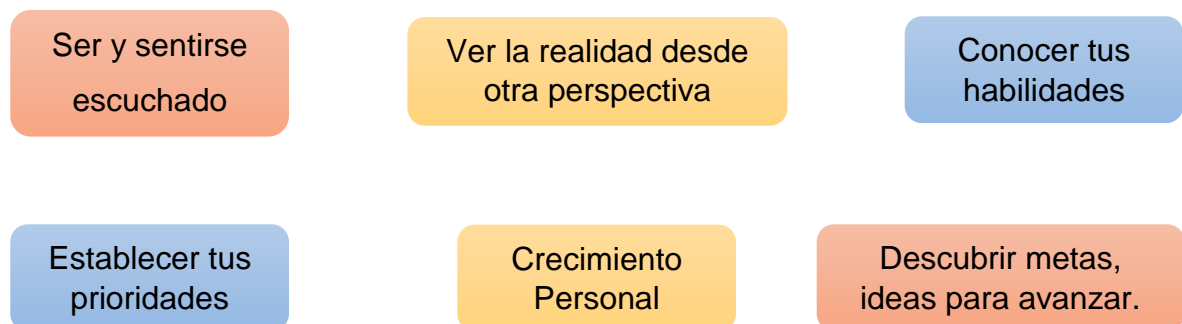 Ser y sentirse
escuchado
Ver la realidad desde
otra perspectiva
Conocer tus
habilidades
Establecer tus
prioridades
Crecimiento
Personal
Descubrir metas,
ideas para avanzar.